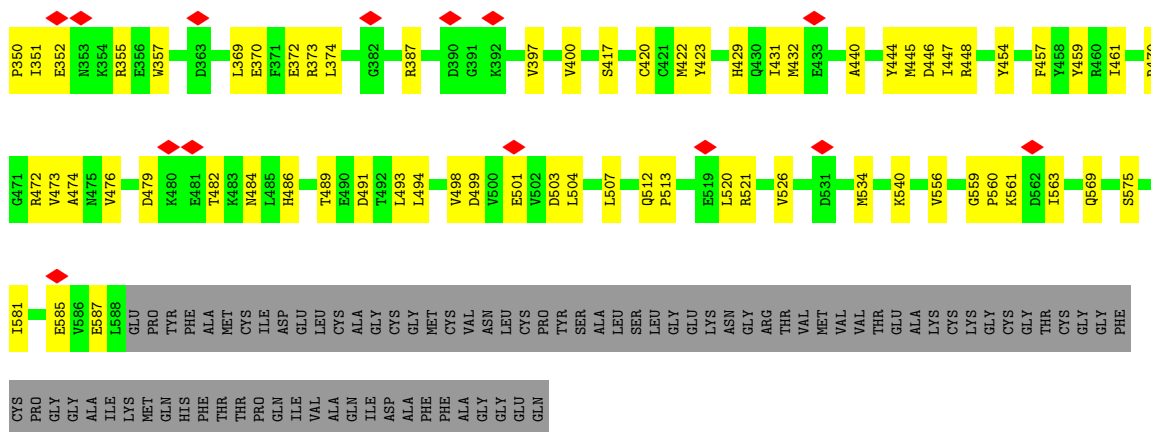 P350 I351 E352 N353 K354 R355 E356 W357 D363 L369 E370 F371 E372 R373 L374 G382 R387 D390 G391 K392 V397 V400 S417 C420 C421 M422 Y423 H429 Q430 I431 M432 E433 A440 Y444 M445 D446 I447 R448 Y454 F457 Y458 Y459 R460 I461
G471 R472 V473 A474 N475 V476 D479 K480 E481 T482 K483 N484 L485 H486 T489 E490 D491 T492 L493 L494 V498 D499 V500 E501 V502 D503 L504 L507 Q512 P513 E519 L520 R521 V526 D531 M534 K540 V556 G559 P560 K561 D562 I563 Q569 S575
I581 E585 V586 E587 L588 GLU PRO TYR PHE ALA MET CYS ILE ASP GLU LEU CYS ALA GLY CYS GLY MET CYS VAL ASN LEU CYS PRO TYR SER ALA LEU SER LEU GLY GLU LYS ASN GLY ARG THR VAL MET VAL VAL THR GLU ALA LYS CYS LYS GLY CYS GLY THR CYS GLY GLY PHE
CYS PRO GLY GLY ALA ILE LYS MET GLN HIS PHE THR THR PRO GLN ILE VAL ALA GLN ILE ASP ALA PHE PHE ALA GLY GLY GLU GLN